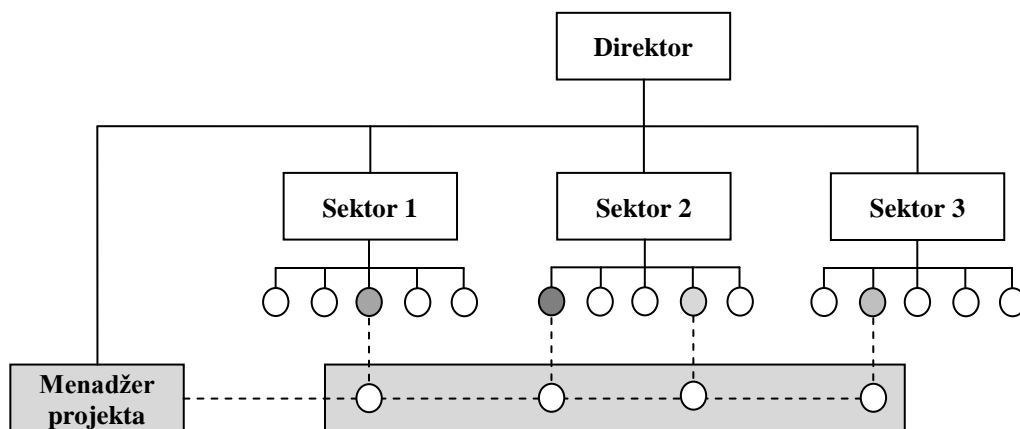 Direktor
Sektor 1
Sektor 2
Sektor 3
Menadžer
projekta